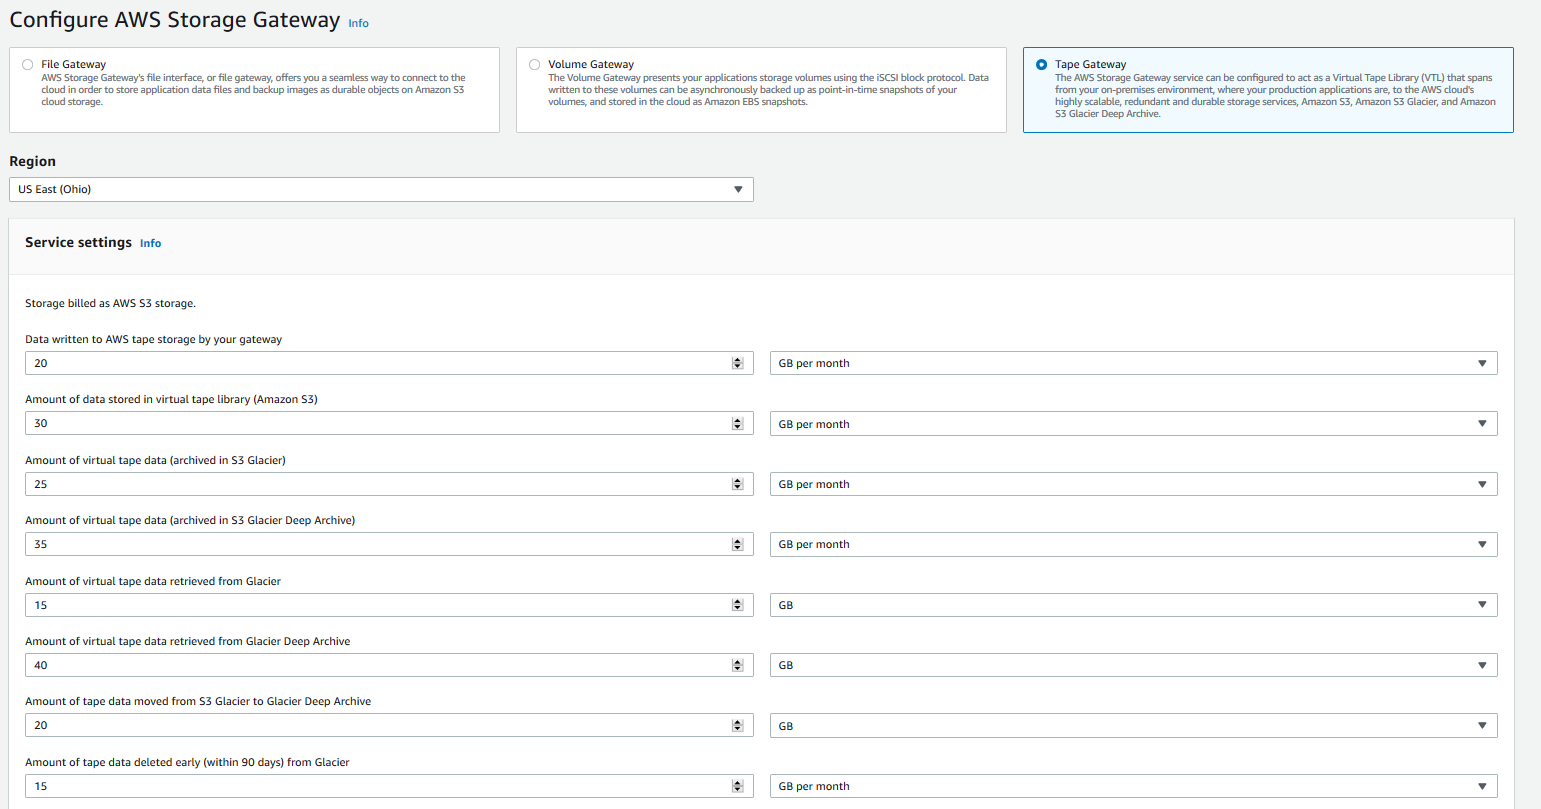 Configure AWS Storage Gateway Info
File Gateway
AWS Storage Gateway's file interface, or file gateway, offers you a seamless way to connect to the
cloud in order to store application data files and backup images as durable objects on Amazon S3
cloud storage.
Volume Gateway
The Volume Gateway presents your applications storage volumes using the iSCSI block protocol. Data
written to these volumes can be asynchronously backed up as point-in-time snapshots of your
volumes, and stored in the cloud as Amazon EBS snapshots.
Tape Gateway
The AWS Storage Gateway service can be configured to act as a Virtual Tape Library (VTL) that spans
from your on-premises environment, where your production applications are, to the AWS cloud's
highly scalable, redundant and durable storage services, Amazon S3, Amazon S3 Glacier, and Amazon
S3 Glacier Deep Archive.
Region
US East (Ohio)
Service settings Info
Storage billed as AWS S3 storage.
Data written to AWS tape storage by your gateway
20 GB per month
Amount of data stored in virtual tape library (Amazon S3)
30 GB per month
Amount of virtual tape data (archived in S3 Glacier)
25 GB per month
Amount of virtual tape data (archived in S3 Glacier Deep Archive)
35 GB per month
Amount of virtual tape data retrieved from Glacier
15 GB
Amount of virtual tape data retrieved from Glacier Deep Archive
40 GB
Amount of tape data moved from S3 Glacier to Glacier Deep Archive
20 GB
Amount of tape data deleted early (within 90 days) from Glacier
15 GB per month